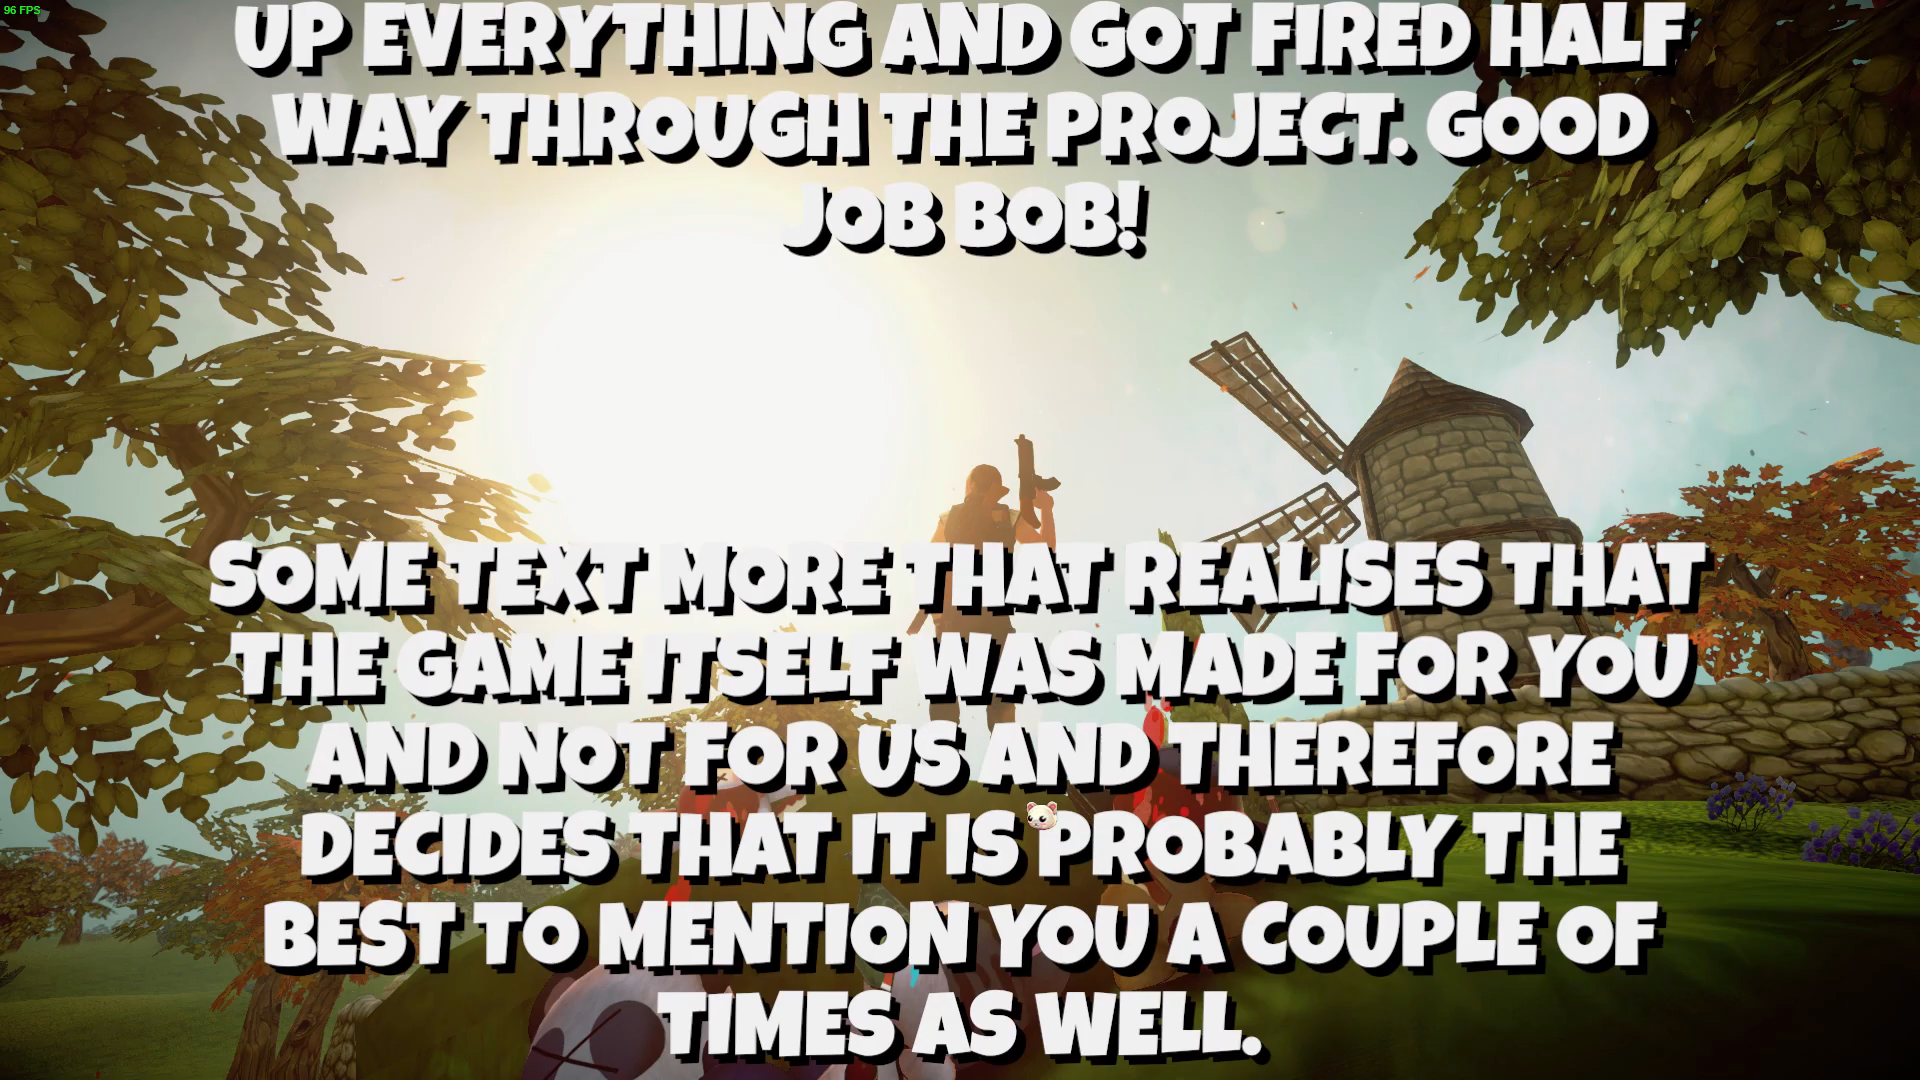 96 FPS
UP EVERYTHING AND GOT FIRED HALF
WAY THROUGH THE PROJECT. GOOD
JOB BOB!
SOME TEXT MORE THAT REALISES THAT
THE GAME ITSELF WAS MADE FOR YOU
AND NOT FOR US AND THEREFORE
DECIDES THAT IT IS PROBABLY THE
BEST TO MENTION YOU A COUPLE OF
TIMES AS WELL.